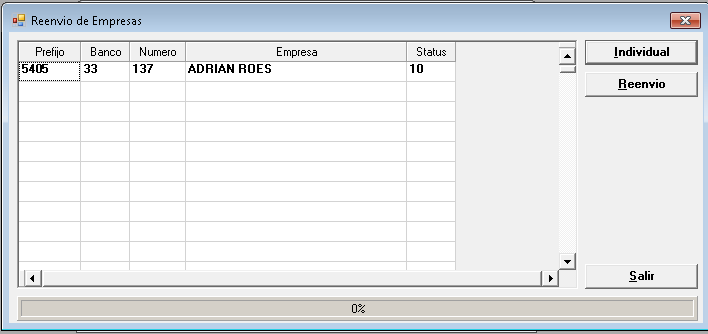 Reenvio de Empresas
Prefijo Banco Numero Empresa Status
5405 33 137 ADRIAN ROES 10
Individual
Reenvio
Salir
0%